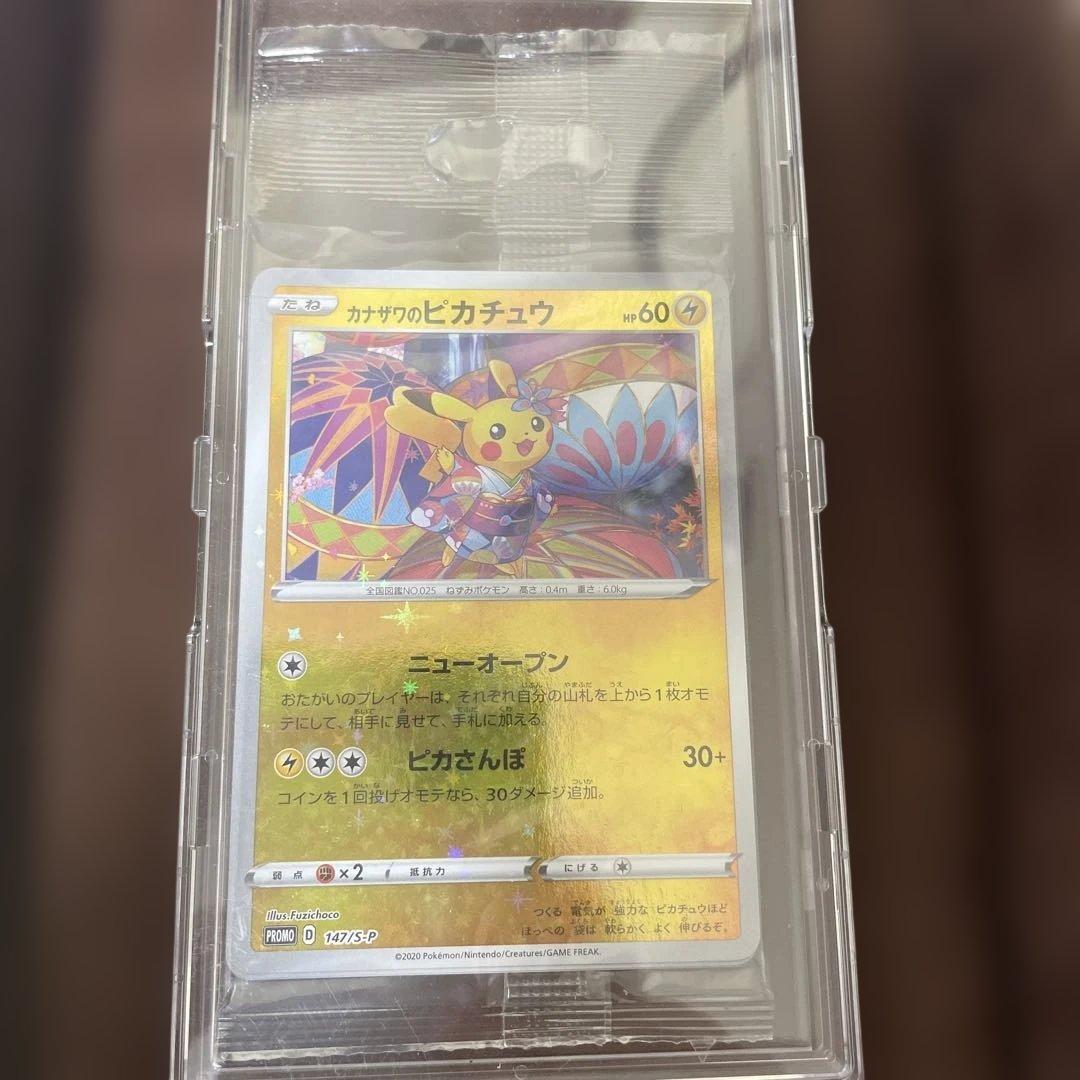 たね カナザワのピカチュウ HP60
全国図鑑NO.025 ねずみポケモン 高さ:0.4m 重さ:6.0kg
ニューオープン
おたがいのプレイヤーは、それぞれ自分の山札を上から1枚オモ
テにして、相手に見せて、手札に加える。
ピカさんぽ 30+
コインを1回投げオモテなら、30ダメージ追加。
弱点 ×2 抵抗力 にげる
illus.Fuzichoco
つくる 電気が 強力な ピカチュウほど
ほっぺの 袋は 軟らかく よく 伸びるぞ。
PROMO D 147/S-P
©2020 Pokémon/Nintendo/Creatures/GAME FREAK.